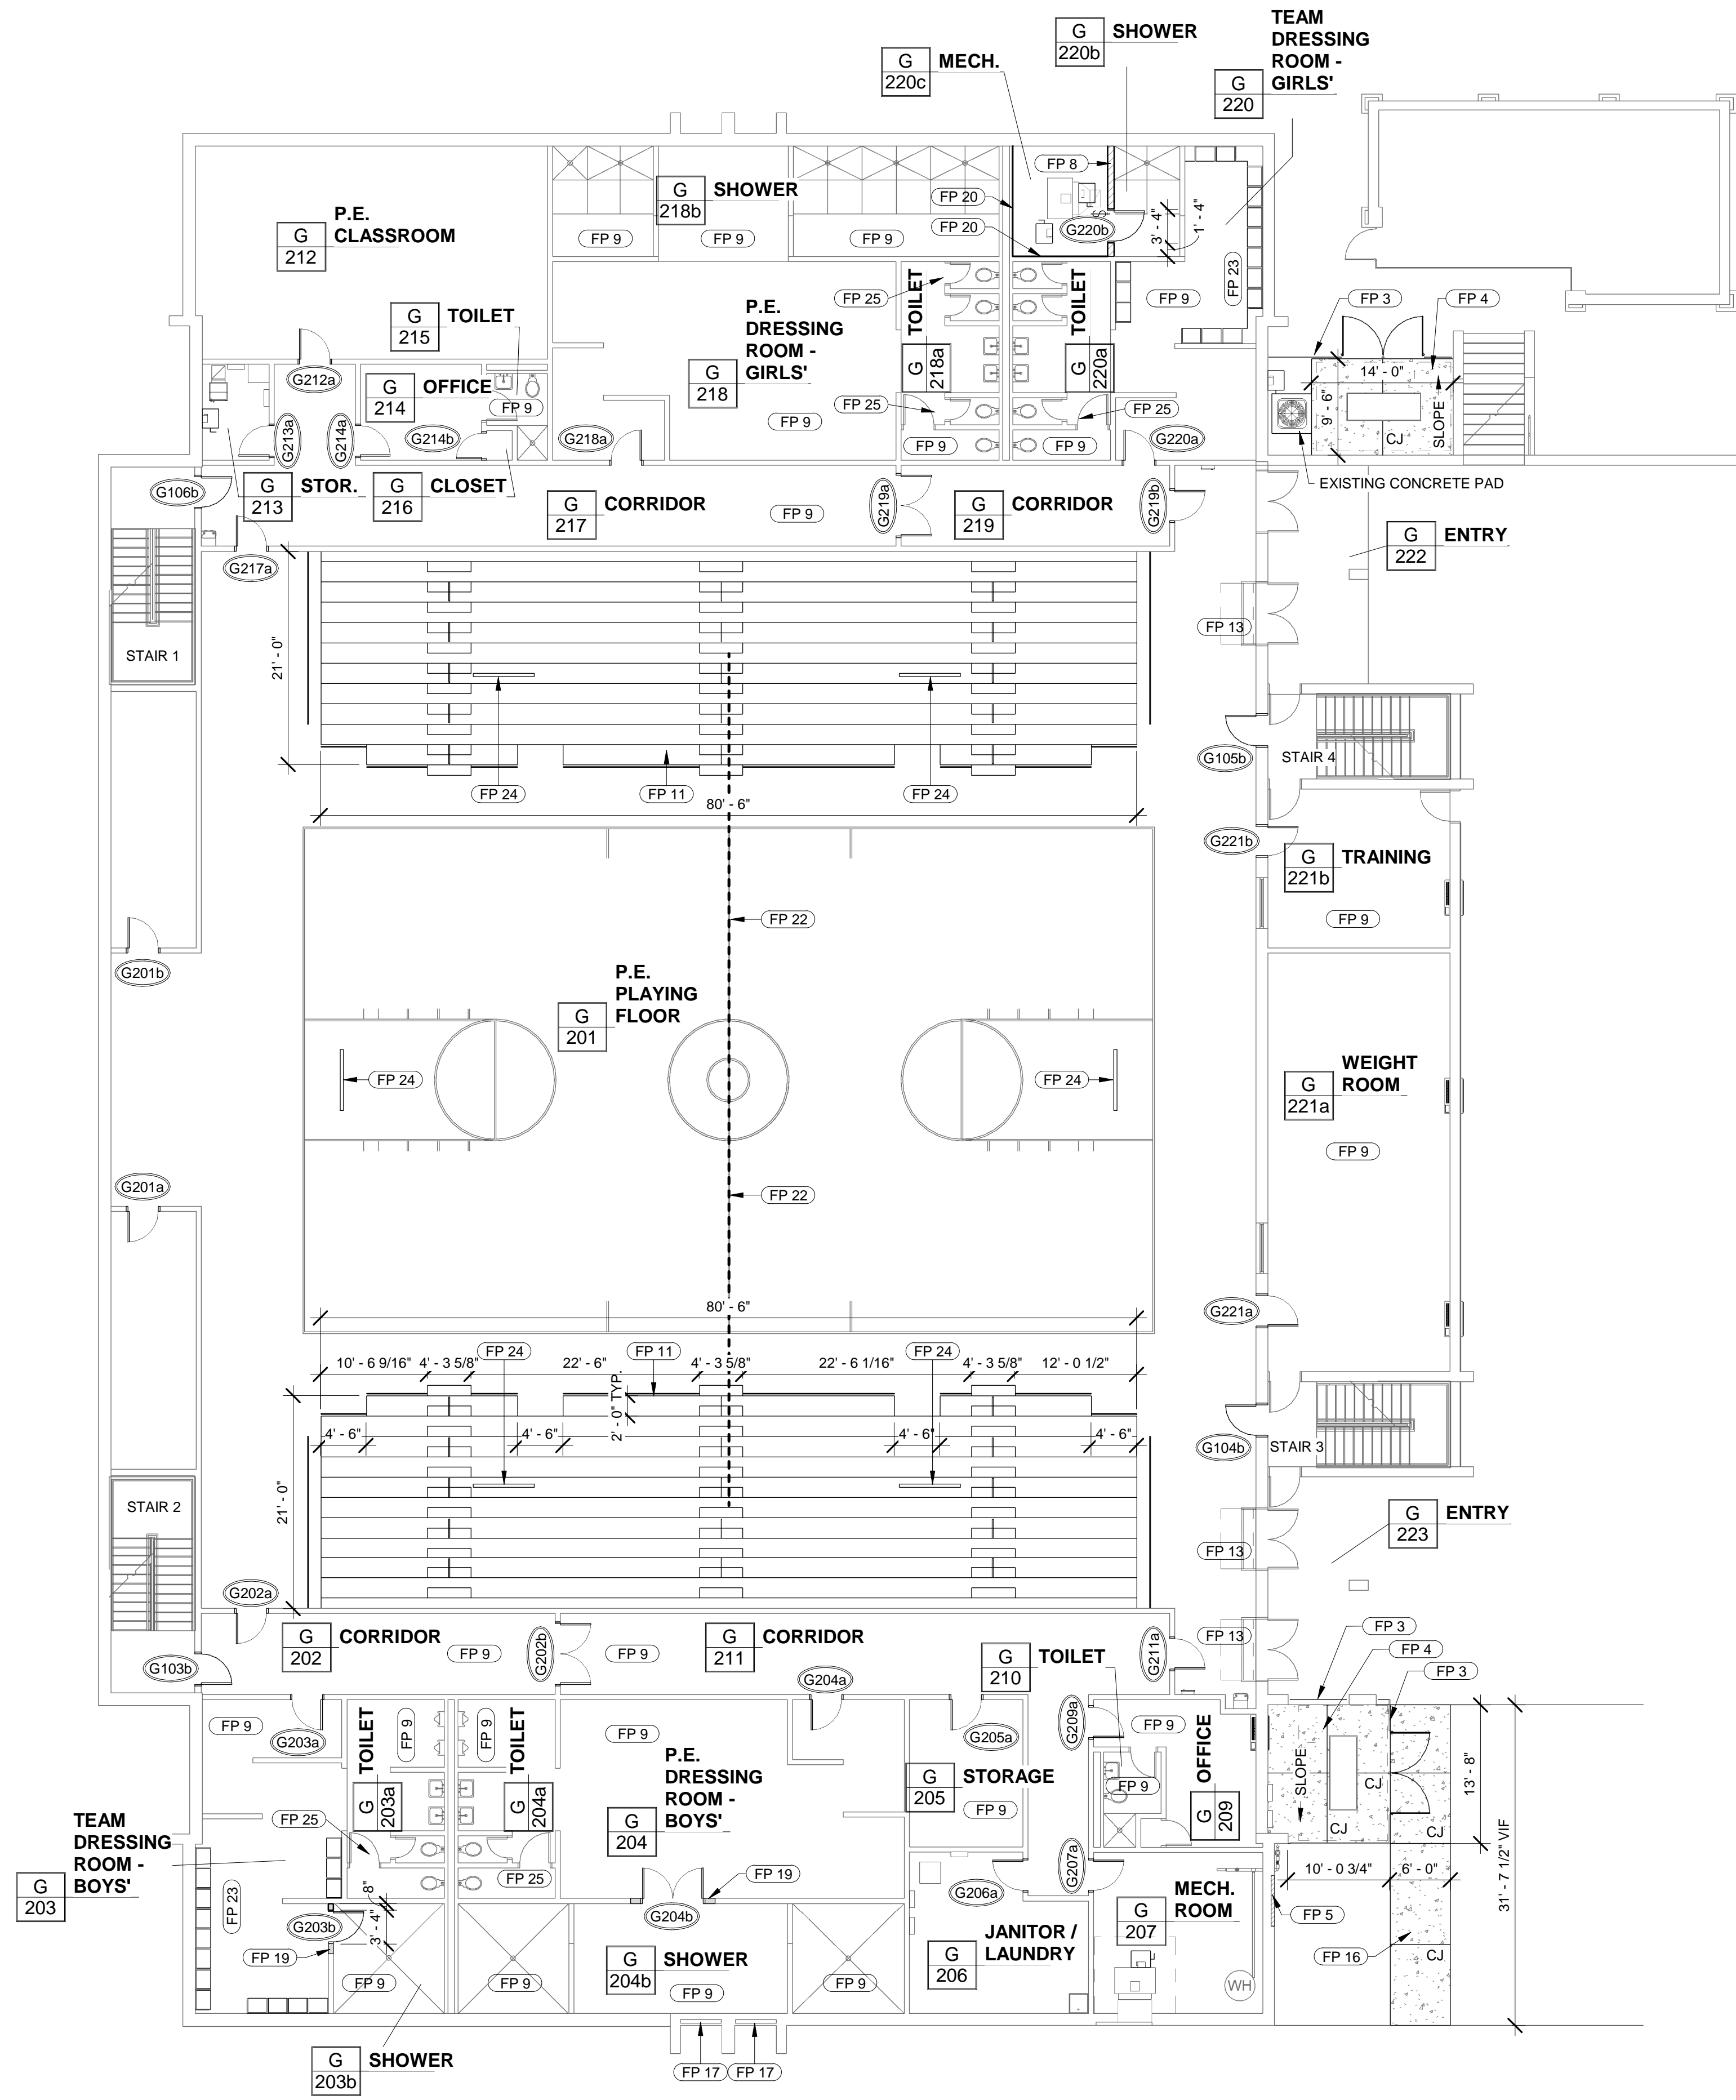 TEAM
DRESSING
ROOM -
GIRLS'
G
220
G
220b
SHOWER
G
220c
MECH.
FP 8
FP 20
FP 20
G220b
3' - 4"
1' - 4"
FP 23
FP 9
G
218b
SHOWER
FP 9
FP 9
FP 9
P.E.
CLASSROOM
G
212
G
215
TOILET
G212a
G
214
OFFICE
FP 9
G213a
G214a
G214b
G218a
P.E.
DRESSING
ROOM -
GIRLS'
G
218
FP 9
FP 25
TOILET
G
218a
FP 25
FP 9
TOILET
G
220a
FP 25
FP 9
G220a
FP 3
FP 4
14' - 0"
9' - 6"
SLOPE
CJ
EXISTING CONCRETE PAD
G106b
G
213
STOR.
G
216
CLOSET
G
217
CORRIDOR
FP 9
G219a
G
219
CORRIDOR
G219b
G
222
ENTRY
G217a
STAIR 1
21' - 0"
FP 13
G105b
STAIR 4
FP 24
FP 11
FP 24
80' - 6"
G221b
G
221b
TRAINING
FP 9
FP 22
G201b
P.E.
PLAYING
FLOOR
G
201
FP 24
FP 24
WEIGHT
ROOM
G
221a
FP 9
G201a
FP 22
80' - 6"
G221a
FP 24
FP 11
FP 24
10' - 6 9/16"
4' - 3 5/8"
22' - 6"
4' - 3 5/8"
22' - 6 1/16"
4' - 3 5/8"
12' - 0 1/2"
2' - 0" TYP.
4' - 6"
4' - 6"
4' - 6"
4' - 6"
G104b
STAIR 3
STAIR 2
21' - 0"
G
223
ENTRY
FP 13
G202a
G103b
G
202
CORRIDOR
FP 9
G202b
FP 9
G
211
CORRIDOR
G204a
G
210
TOILET
G211a
FP 13
FP 3
FP 4
FP 3
FP 9
G203a
TOILET
FP 9
G
203a
FP 9
TOILET
G
204a
FP 9
P.E.
DRESSING
ROOM -
BOYS'
G
204
G205a
G
205
STORAGE
FP 9
G209a
FP 9
OFFICE
G
209
FP 9
SLOPE
CJ
CJ
CJ
13' - 8"
31' - 7 1/2" VIF
TEAM
DRESSING
ROOM -
BOYS'
G
203
FP 25
FP 25
FP 19
G204b
G207a
G206a
MECH.
ROOM
G
207
10' - 0 3/4"
6' - 0"
FP 5
FP 16
CJ
FP 23
8"
3' - 4"
G203b
FP 19
FP 9
FP 9
G
204b
SHOWER
FP 9
FP 9
JANITOR /
LAUNDRY
G
206
WH
G
203b
SHOWER
FP 17
FP 17